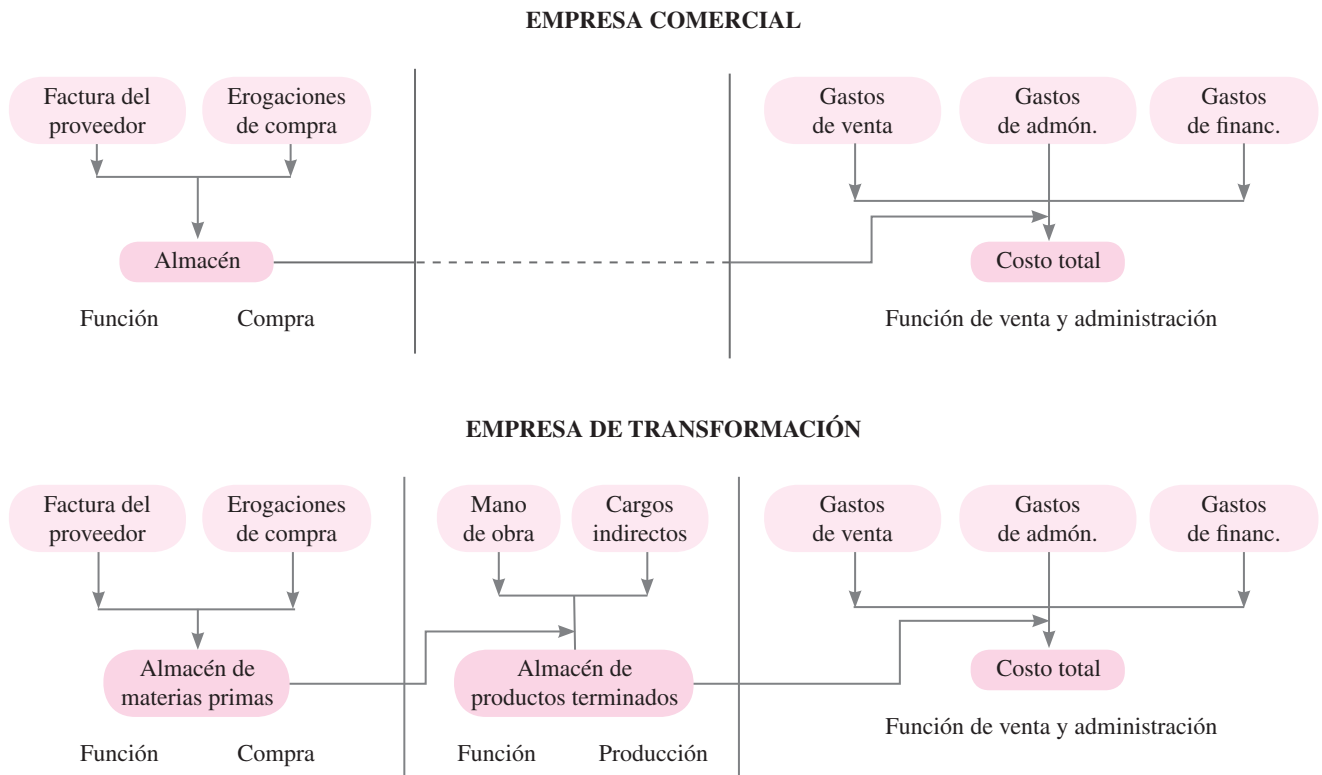 EMPRESA COMERCIAL
Factura del
proveedor
Erogaciones
de compra
Gastos
de venta
Gastos
de admón.
Gastos
de financ.
Almacén
Costo total
Función Compra
Función de venta y administración
EMPRESA DE TRANSFORMACIÓN
Factura del
proveedor
Erogaciones
de compra
Mano
de obra
Cargos
indirectos
Gastos
de venta
Gastos
de admón.
Gastos
de financ.
Almacén de
materias primas
Almacén de
productos terminados
Costo total
Función Compra
Función Producción
Función de venta y administración